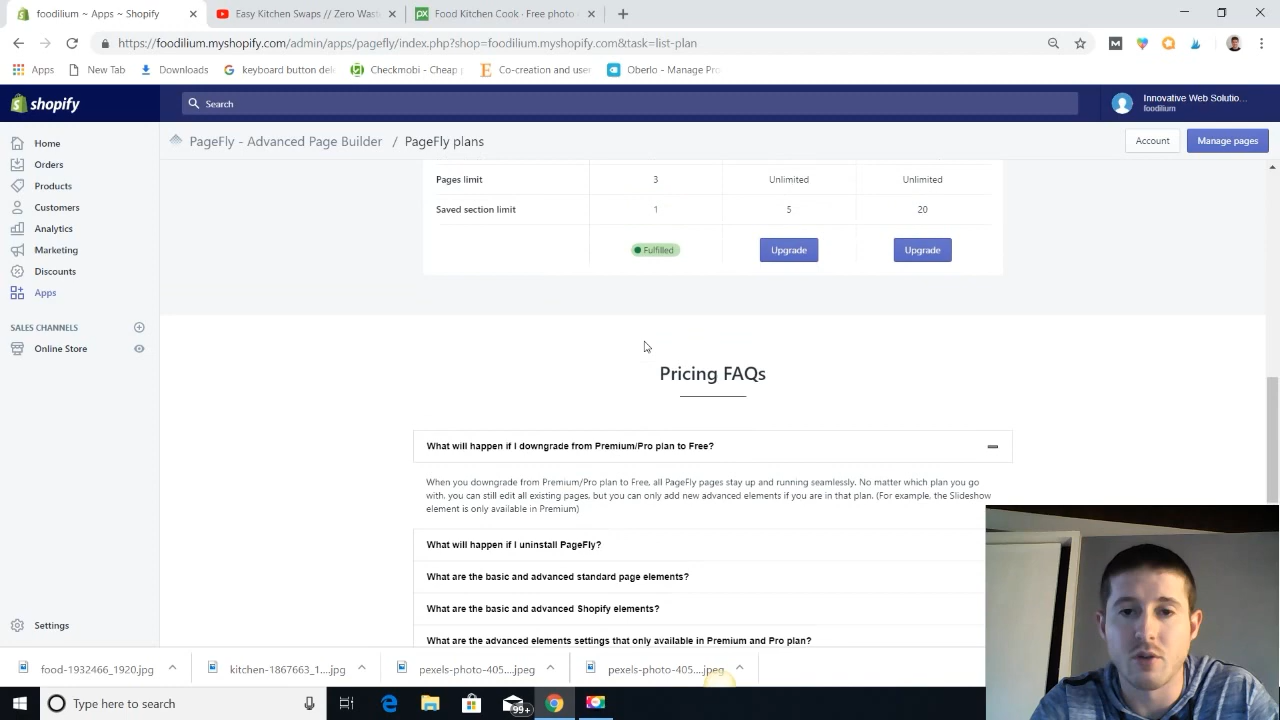 foodilium ~ Apps ~ Shopify
Easy Kitchen Swaps // Zero Wast
Food Kitchen Cook · Free photo
https://foodilium.myshopify.com/admin/apps/pagefly/index.php?shop=foodilium.myshopify.com&task=list-plan
Apps
New Tab
Downloads
keyboard button deli
Checkmobi - Cheap p
Co-creation and user
Oberlo - Manage Pro
shopify
Search
Innovative Web Solutio...
foodilium
PageFly - Advanced Page Builder / PageFly plans
Account
Manage pages
Home
Orders
Products
Customers
Analytics
Marketing
Discounts
Apps
SALES CHANNELS
Online Store
Settings
Pages limit 3 Unlimited Unlimited
Saved section limit 1 5 20
Fulfilled Upgrade Upgrade
Pricing FAQs
What will happen if I downgrade from Premium/Pro plan to Free?
When you downgrade from Premium/Pro plan to Free, all PageFly pages stay up and running seamlessly. No matter which plan you go
with, you can still edit all existing pages, but you can only add new advanced elements if you are in that plan. (For example, the Slideshow
element is only available in Premium)
What will happen if I uninstall PageFly?
What are the basic and advanced standard page elements?
What are the basic and advanced Shopify elements?
What are the advanced elements settings that only available in Premium and Pro plan?
food-1932466_1920.jpg
kitchen-1867663_1....jpg
pexels-photo-405....jpeg
pexels-photo-405....jpeg
Type here to search
99+